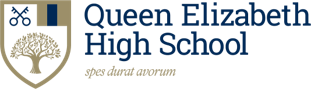 Queen Elizabeth
High School
spes durat avorum